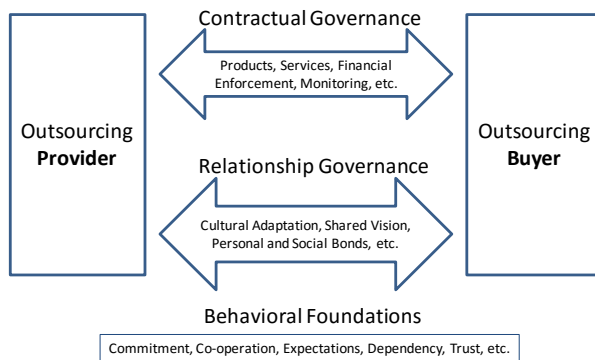 Contractual Governance
Products, Services, Financial
Enforcement, Monitoring, etc.
Outsourcing
Provider
Outsourcing
Buyer
Relationship Governance
Cultural Adaptation, Shared Vision,
Personal and Social Bonds, etc.
Behavioral Foundations
Commitment, Co-operation, Expectations, Dependency, Trust, etc.